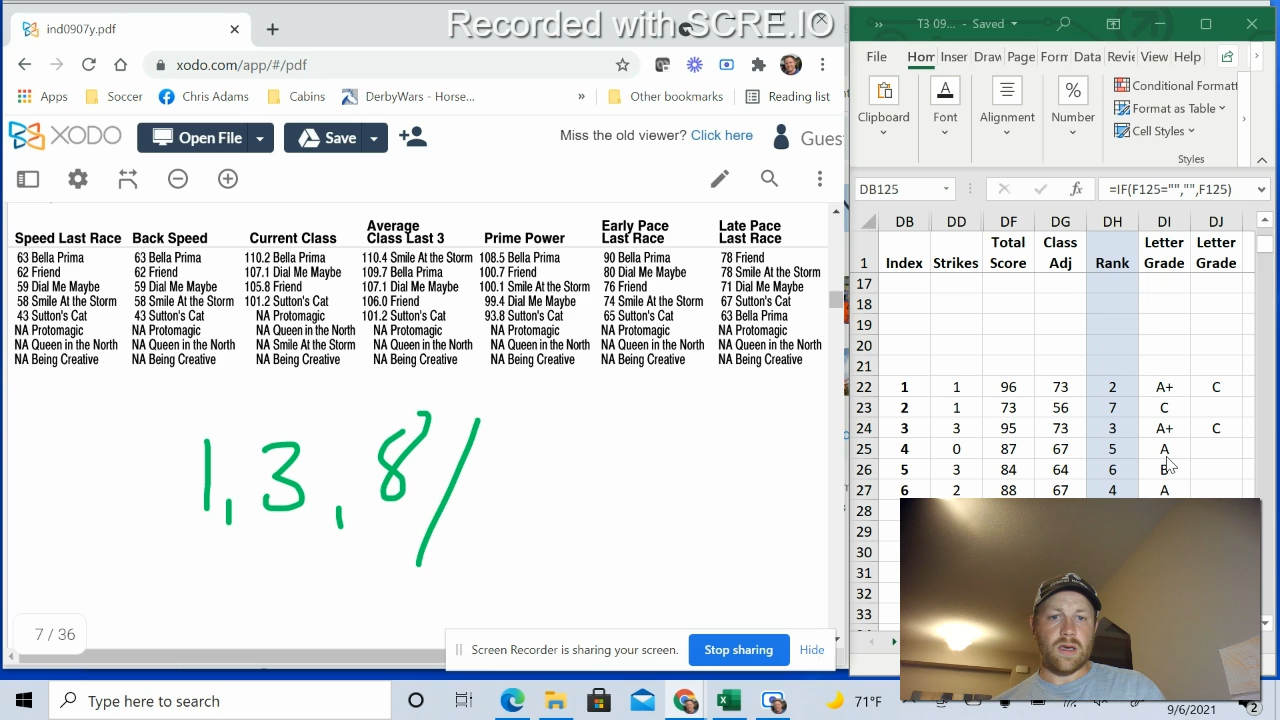 Recorded with SCRE.IO
ind0907y.pdf
xodo.com/app/#/pdf
Apps Soccer Chris Adams Cabins DerbyWars - Horse... » Other bookmarks Reading list
XODO Open File Save Miss the old viewer? Click here Gues
Speed Last Race Back Speed Current Class Average Class Last 3 Prime Power Early Pace Last Race Late Pace Last Race
63 Bella Prima 63 Bella Prima 110.2 Bella Prima 110.4 Smile At the Storm 108.5 Bella Prima 90 Bella Prima 78 Friend
62 Friend 62 Friend 107.1 Dial Me Maybe 109.7 Bella Prima 100.7 Friend 80 Dial Me Maybe 78 Smile At the Storm
59 Dial Me Maybe 59 Dial Me Maybe 105.8 Friend 107.1 Dial Me Maybe 100.1 Smile At the Storm 76 Friend 71 Dial Me Maybe
58 Smile At the Storm 58 Smile At the Storm 101.2 Sutton's Cat 106.0 Friend 99.4 Dial Me Maybe 74 Smile At the Storm 67 Sutton's Cat
43 Sutton's Cat 43 Sutton's Cat NA Protomagic 101.2 Sutton's Cat 93.8 Sutton's Cat 65 Sutton's Cat 63 Bella Prima
NA Protomagic NA Protomagic NA Queen in the North NA Protomagic NA Protomagic NA Protomagic NA Protomagic
NA Queen in the North NA Queen in the North NA Smile At the Storm NA Queen in the North NA Queen in the North NA Queen in the North NA Queen in the North
NA Being Creative NA Being Creative NA Being Creative NA Being Creative NA Being Creative NA Being Creative NA Being Creative
1, 3, 8 /
7 / 36
Screen Recorder is sharing your screen. Stop sharing Hide
» T3 09... - Saved
File Hom Inser Drav Page Forn Data Revie View Help
Clipboard Font Alignment Number
Conditional Formatt
Format as Table
Cell Styles
Styles
DB125 fx =IF(F125="","",F125)
DB DD DF DG DH DI DJ
1 Index Strikes Total Score Class Adj Rank Letter Grade Letter Grade
17
18
19
20
21
22 1 1 96 73 2 A+ C
23 2 1 73 56 7 C
24 3 3 95 73 3 A+ C
25 4 0 87 67 5 A
26 5 3 84 64 6
27 6 2 88 67 4 A
28
29
30
31
32
33
Type here to search
71°F
9/6/2021
2